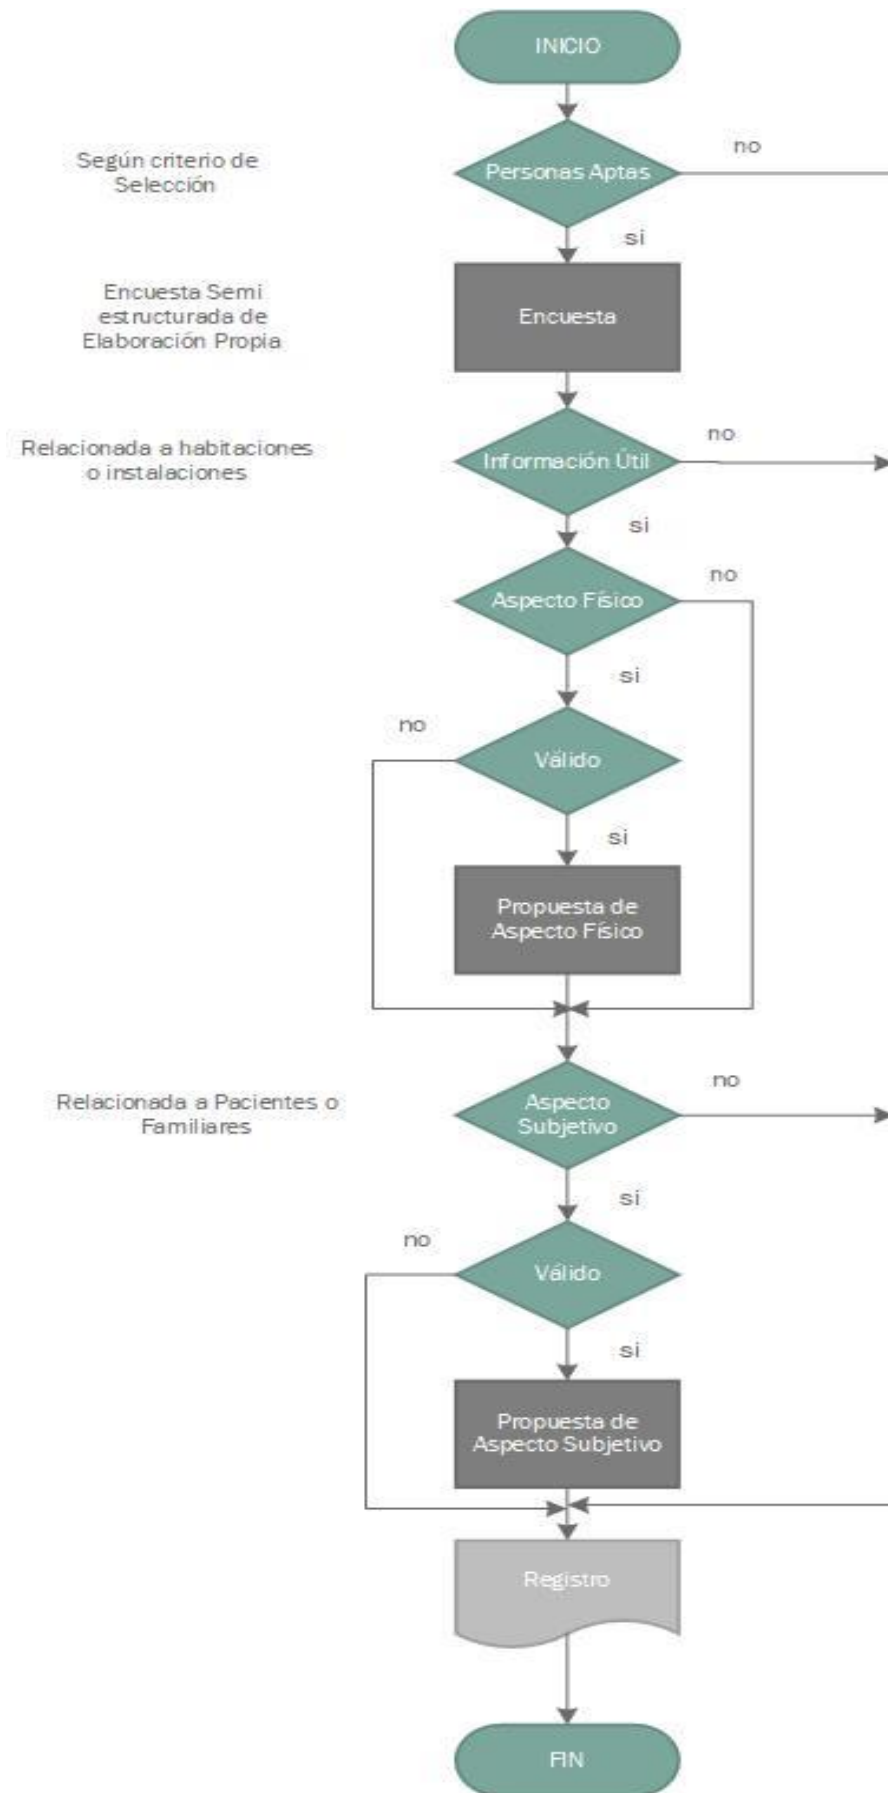 INICIO
Según criterio de
Selección
Personas Aptas
no
si
Encuesta Semi
estructurada de
Elaboración Propia
Encuesta
Relacionada a habitaciones
o instalaciones
Información Útil
no
si
Aspecto Físico
no
si
no
Válido
si
Propuesta de
Aspecto Físico
Relacionada a Pacientes o
Familiares
Aspecto
Subjetivo
no
si
no
Válido
si
Propuesta de
Aspecto Subjetivo
Registro
FIN